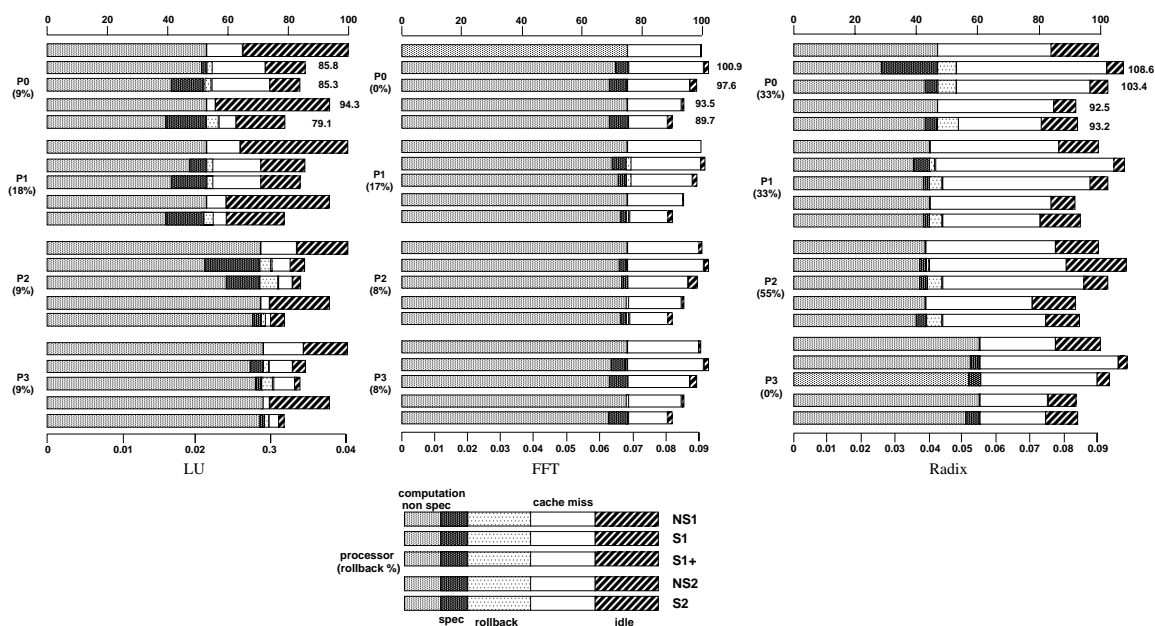 0 20 60 80 100
0 20 40 60 80 100
0 20 40 60 80 100
P0
(9%)
85.8
85.3
94.3
79.1
P1
(18%)
P2
(9%)
P3
(9%)
0 0.01 0.02 0.3 0.04
LU
P0
(0%)
100.9
97.6
93.5
89.7
P1
(17%)
P2
(8%)
P3
(8%)
0 0.01 0.02 0.03 0.04 0.05 0.06 0.07 0.08 0.09
FFT
P0
(33%)
108.6
103.4
92.5
93.2
P1
(33%)
P2
(55%)
P3
(0%)
0 0.01 0.02 0.03 0.04 0.05 0.06 0.07 0.08 0.09
Radix
computation
non spec
cache miss
NS1
S1
processor
(rollback %)
S1+
NS2
S2
spec rollback idle